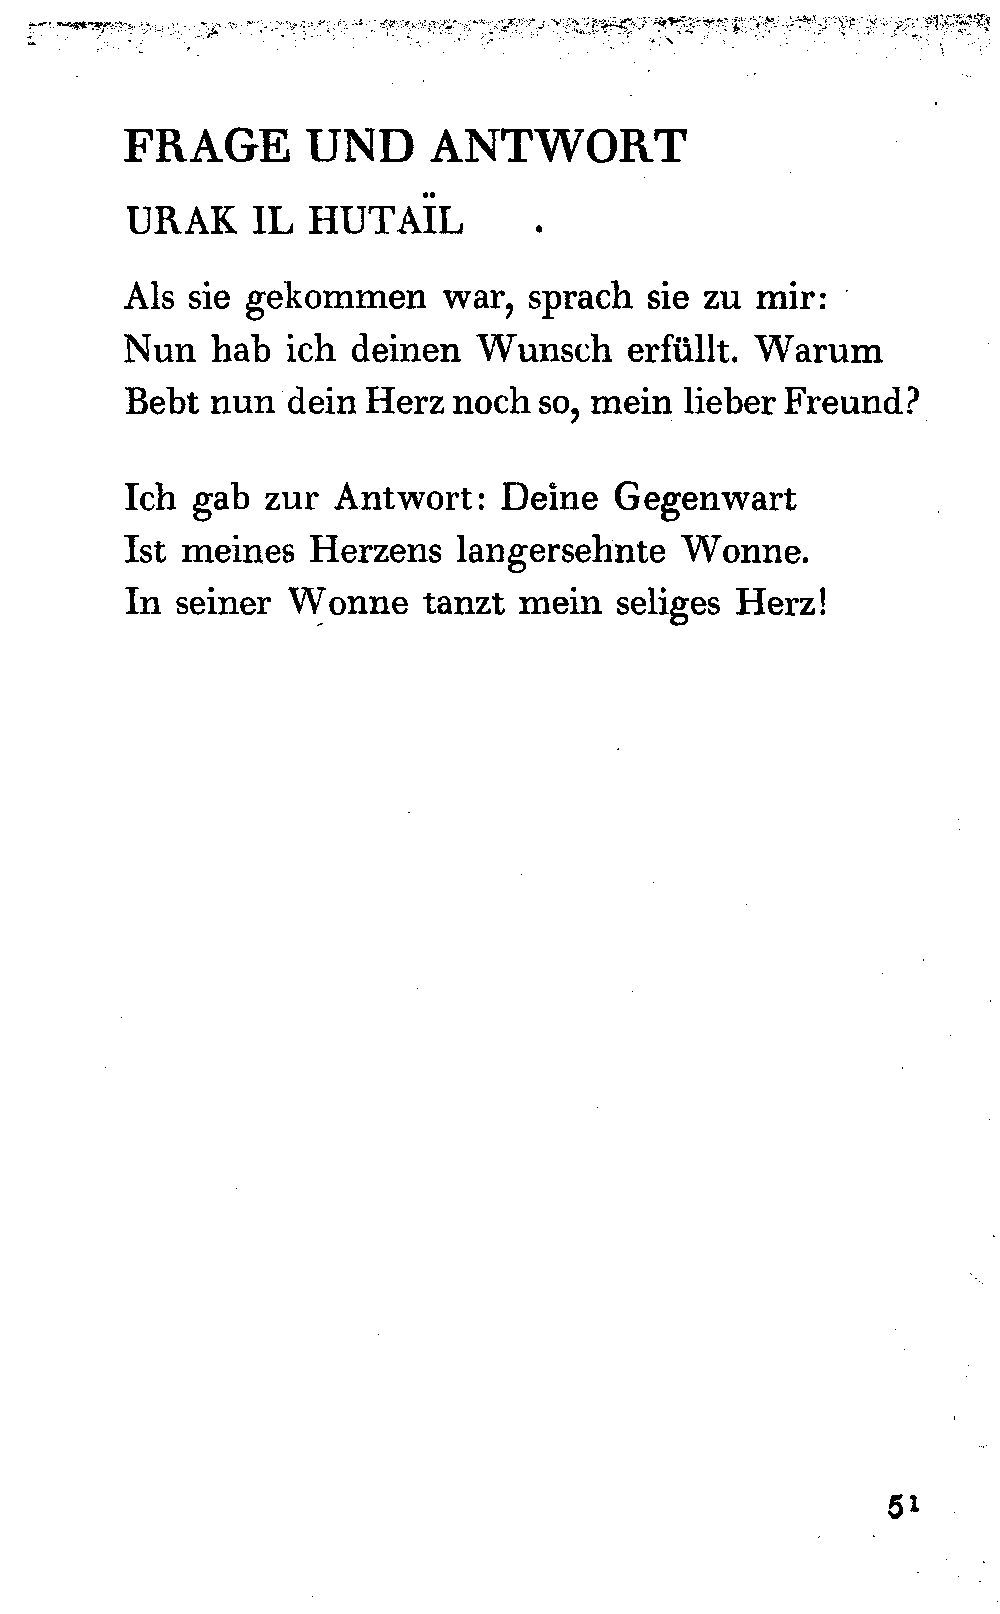 FRAGE UND ANTWORT
URAK IL HUTAÏL
Als sie gekommen war, sprach sie zu mir:
Nun hab ich deinen Wunsch erfüllt. Warum
Bebt nun dein Herz noch so, mein lieber Freund?
Ich gab zur Antwort: Deine Gegenwart
Ist meines Herzens langersehnte Wonne.
In seiner Wonne tanzt mein seliges Herz!
51